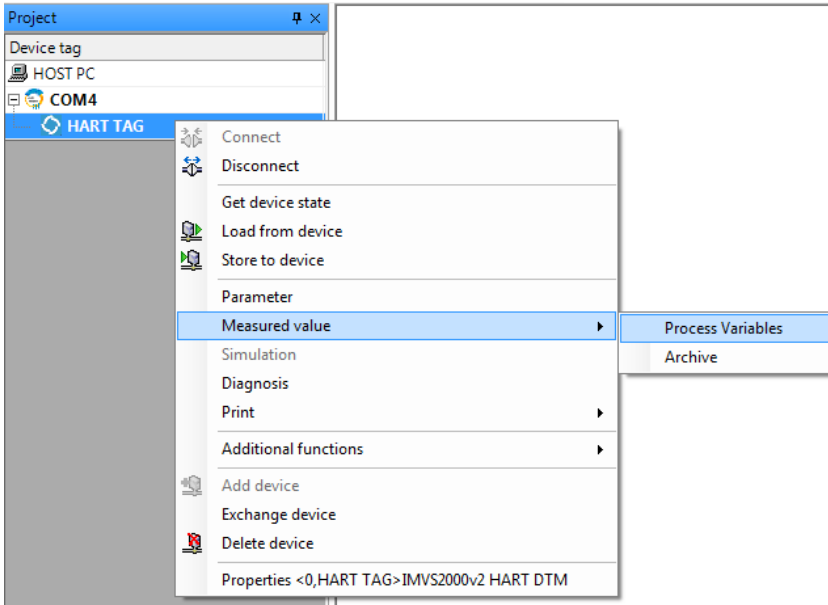 Project
Device tag
HOST PC
COM4
HART TAG
Connect
Disconnect
Get device state
Load from device
Store to device
Parameter
Measured value
Process Variables
Simulation
Archive
Diagnosis
Print
Additional functions
Add device
Exchange device
Delete device
Properties <0,HART TAG>IMVS2000v2 HART DTM